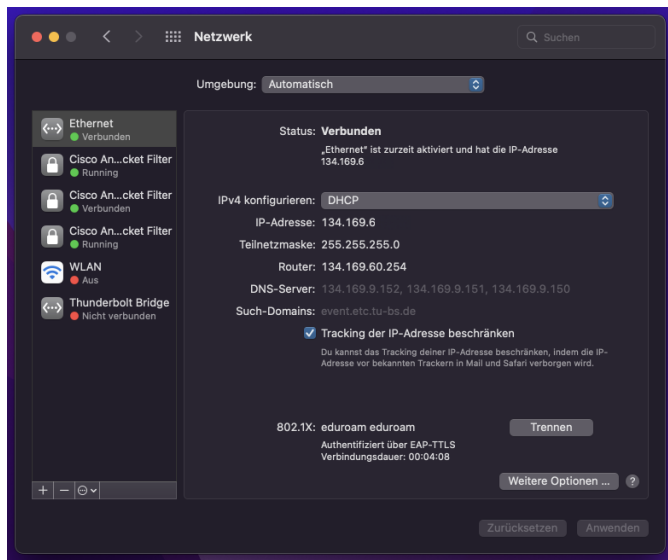 Netzwerk
Suchen
Umgebung: Automatisch
Ethernet
Verbunden
Cisco An...cket Filter
Running
Cisco An...cket Filter
Verbunden
Cisco An...cket Filter
Running
WLAN
Aus
Thunderbolt Bridge
Nicht verbunden
Status: Verbunden
„Ethernet“ ist zurzeit aktiviert und hat die IP-Adresse
134.169.6
IPv4 konfigurieren: DHCP
IP-Adresse: 134.169.6
Teilnetzmaske: 255.255.255.0
Router: 134.169.60.254
DNS-Server: 134.169.9.152, 134.169.9.151, 134.169.9.150
Such-Domains: event.etc.tu-bs.de
Tracking der IP-Adresse beschränken
Du kannst das Tracking deiner IP-Adresse beschränken, indem die IP-
Adresse vor bekannten Trackern in Mail und Safari verborgen wird.
802.1X: eduroam eduroam
Trennen
Authentifiziert über EAP-TTLS
Verbindungsdauer: 00:04:08
Weitere Optionen ... ?
Zurücksetzen Anwenden